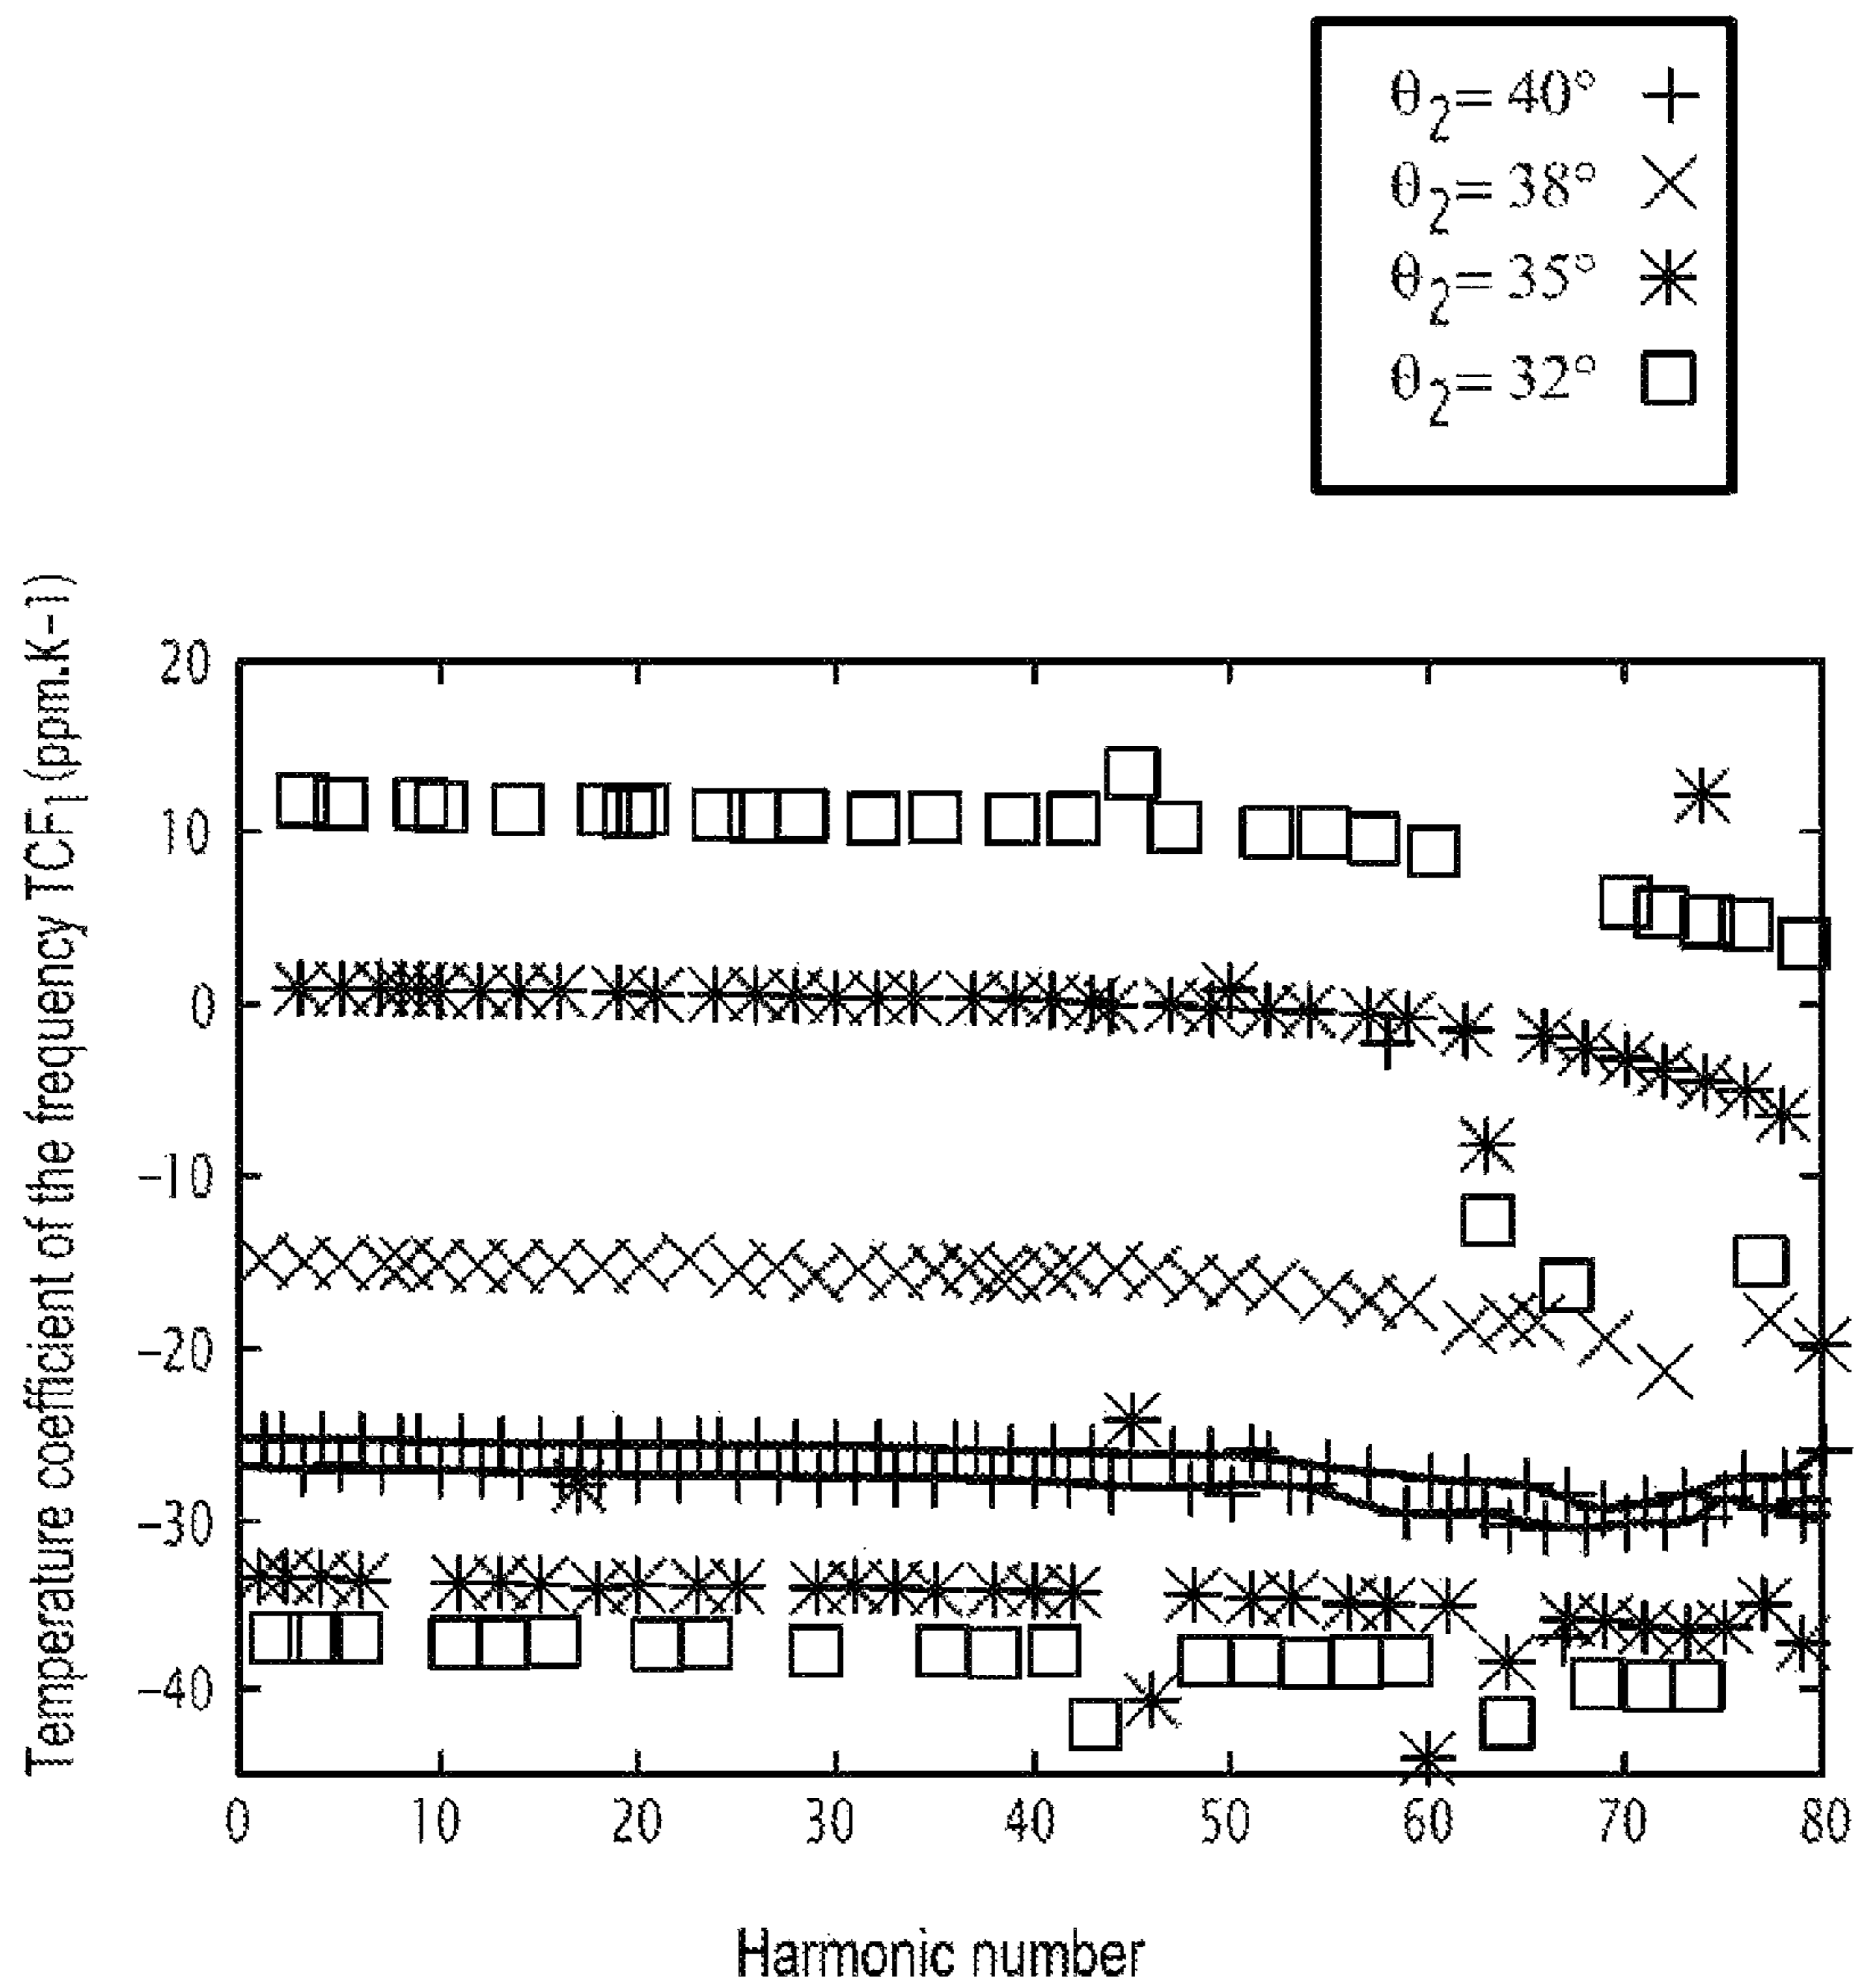 θ2= 40°
θ2= 38°
θ2= 35°
θ2= 32°
Temperature coefficient of the frequency TCF1 (ppm.K-1)
20
10
0
-10
-20
-30
-40
0 10 20 30 40 50 60 70 80
Harmonic number